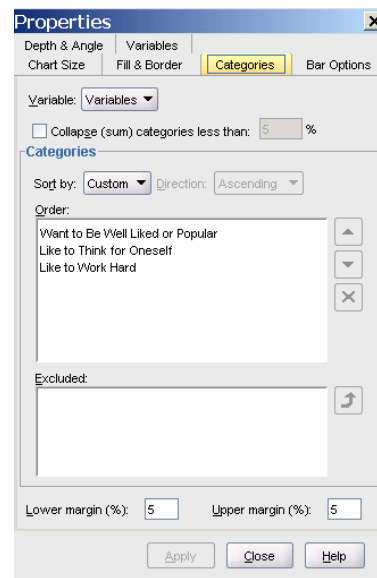 Properties
Depth & Angle Variables
Chart Size Fill & Border Categories Bar Options
Variable: Variables
Collapse (sum) categories less than: 5 %
Categories
Sort by: Custom Direction: Ascending
Order:
Want to Be Well Liked or Popular
Like to Think for Oneself
Like to Work Hard
Excluded:
Lower margin (%): 5 Upper margin (%): 5
Apply Close Help